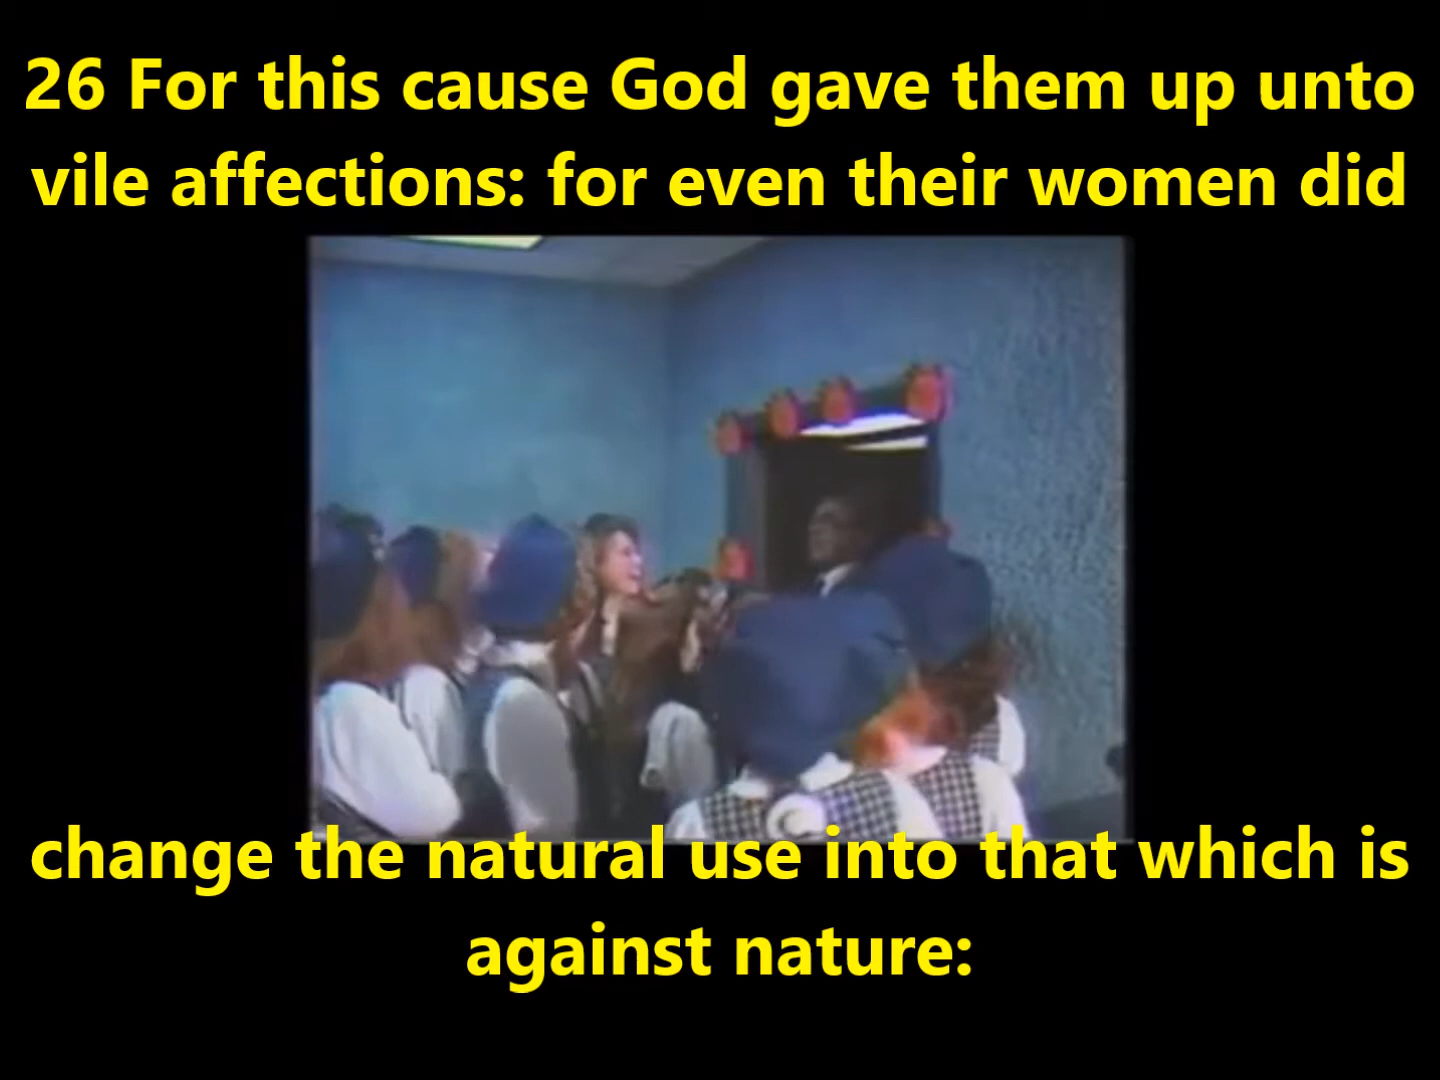 26 For this cause God gave them up unto
vile affections: for even their women did
change the natural use into that which is
against nature: